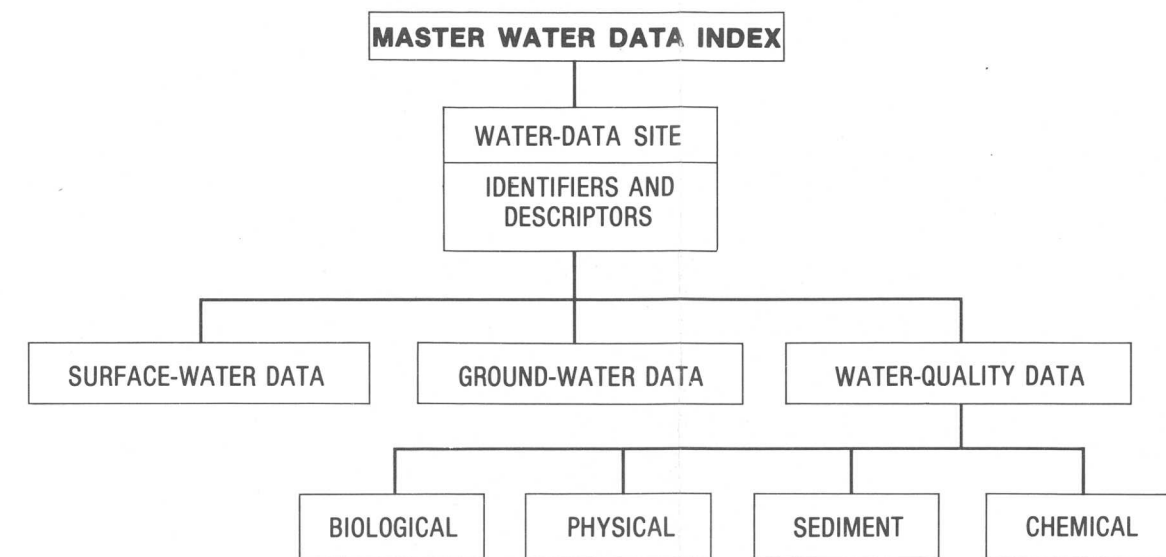 MASTER WATER DATA INDEX
WATER-DATA SITE
IDENTIFIERS AND
DESCRIPTORS
SURFACE-WATER DATA
GROUND-WATER DATA
WATER-QUALITY DATA
BIOLOGICAL
PHYSICAL
SEDIMENT
CHEMICAL